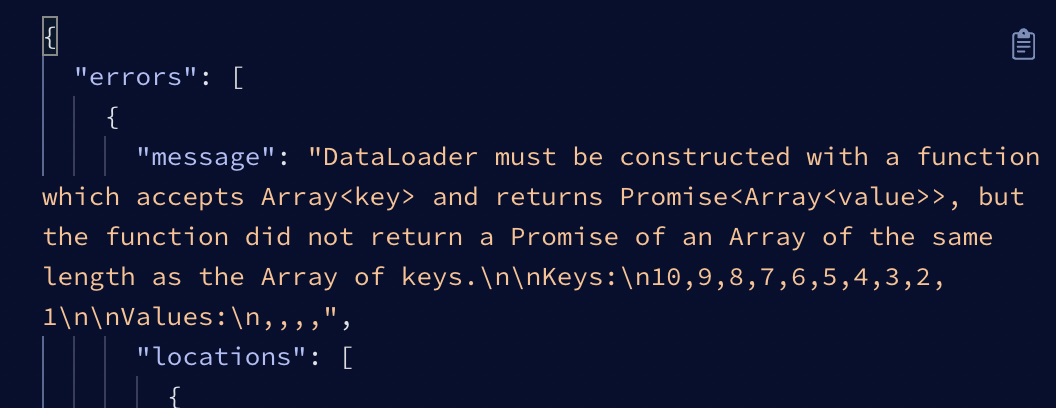 {
"errors": [
{
"message": "DataLoader must be constructed with a function
which accepts Array<key> and returns Promise<Array<value>>, but
the function did not return a Promise of an Array of the same
length as the Array of keys.\n\nKeys:\n10,9,8,7,6,5,4,3,2,
1\n\nValues:\n,,,,",
"locations": [
{